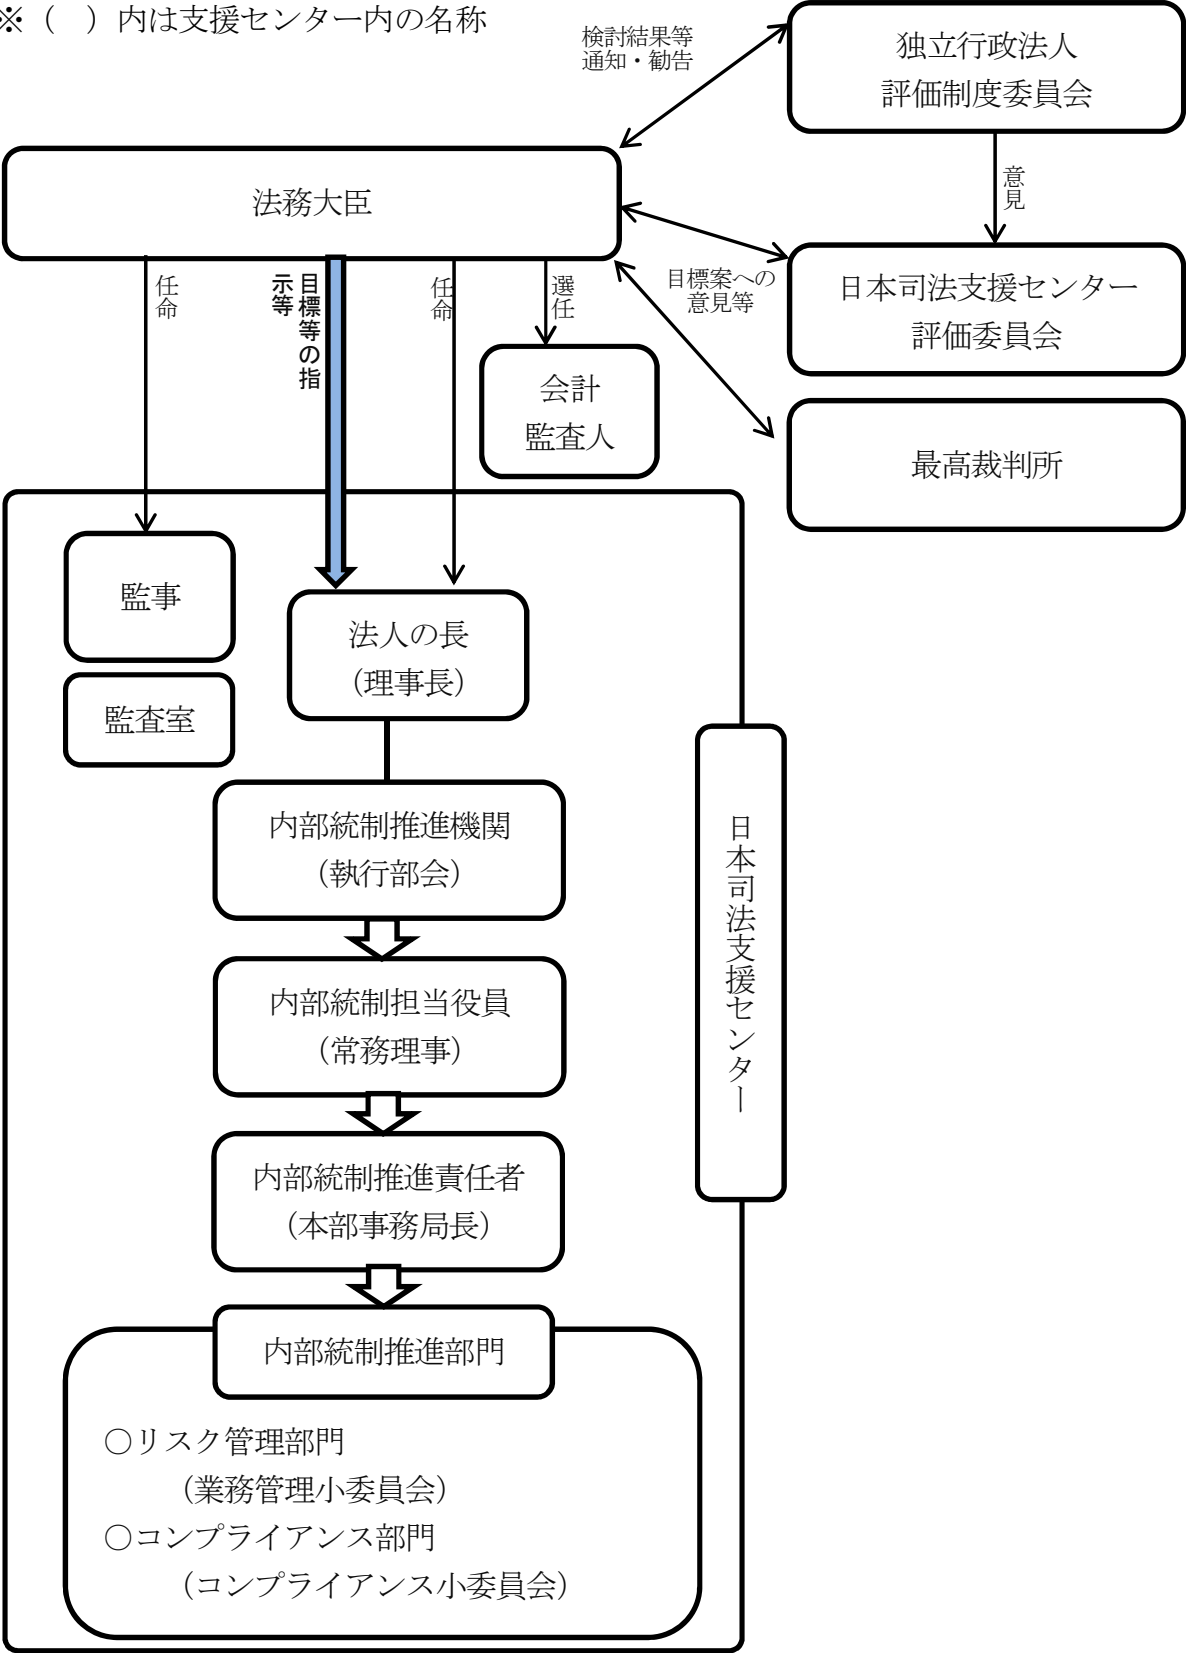 ※（　）内は支援センター内の名称
検討結果等
通知・勧告
独立行政法人
評価制度委員会
意見
法務大臣
目標案への
意見等
日本司法支援センター
評価委員会
任命
目標等の指
示等
任命
選任
会計
監査人
最高裁判所
監事
監査室
法人の長
（理事長）
内部統制推進機関
（執行部会）
内部統制担当役員
（常務理事）
内部統制推進責任者
（本部事務局長）
日本司法支援センター
内部統制推進部門
○リスク管理部門
（業務管理小委員会）
○コンプライアンス部門
（コンプライアンス小委員会）